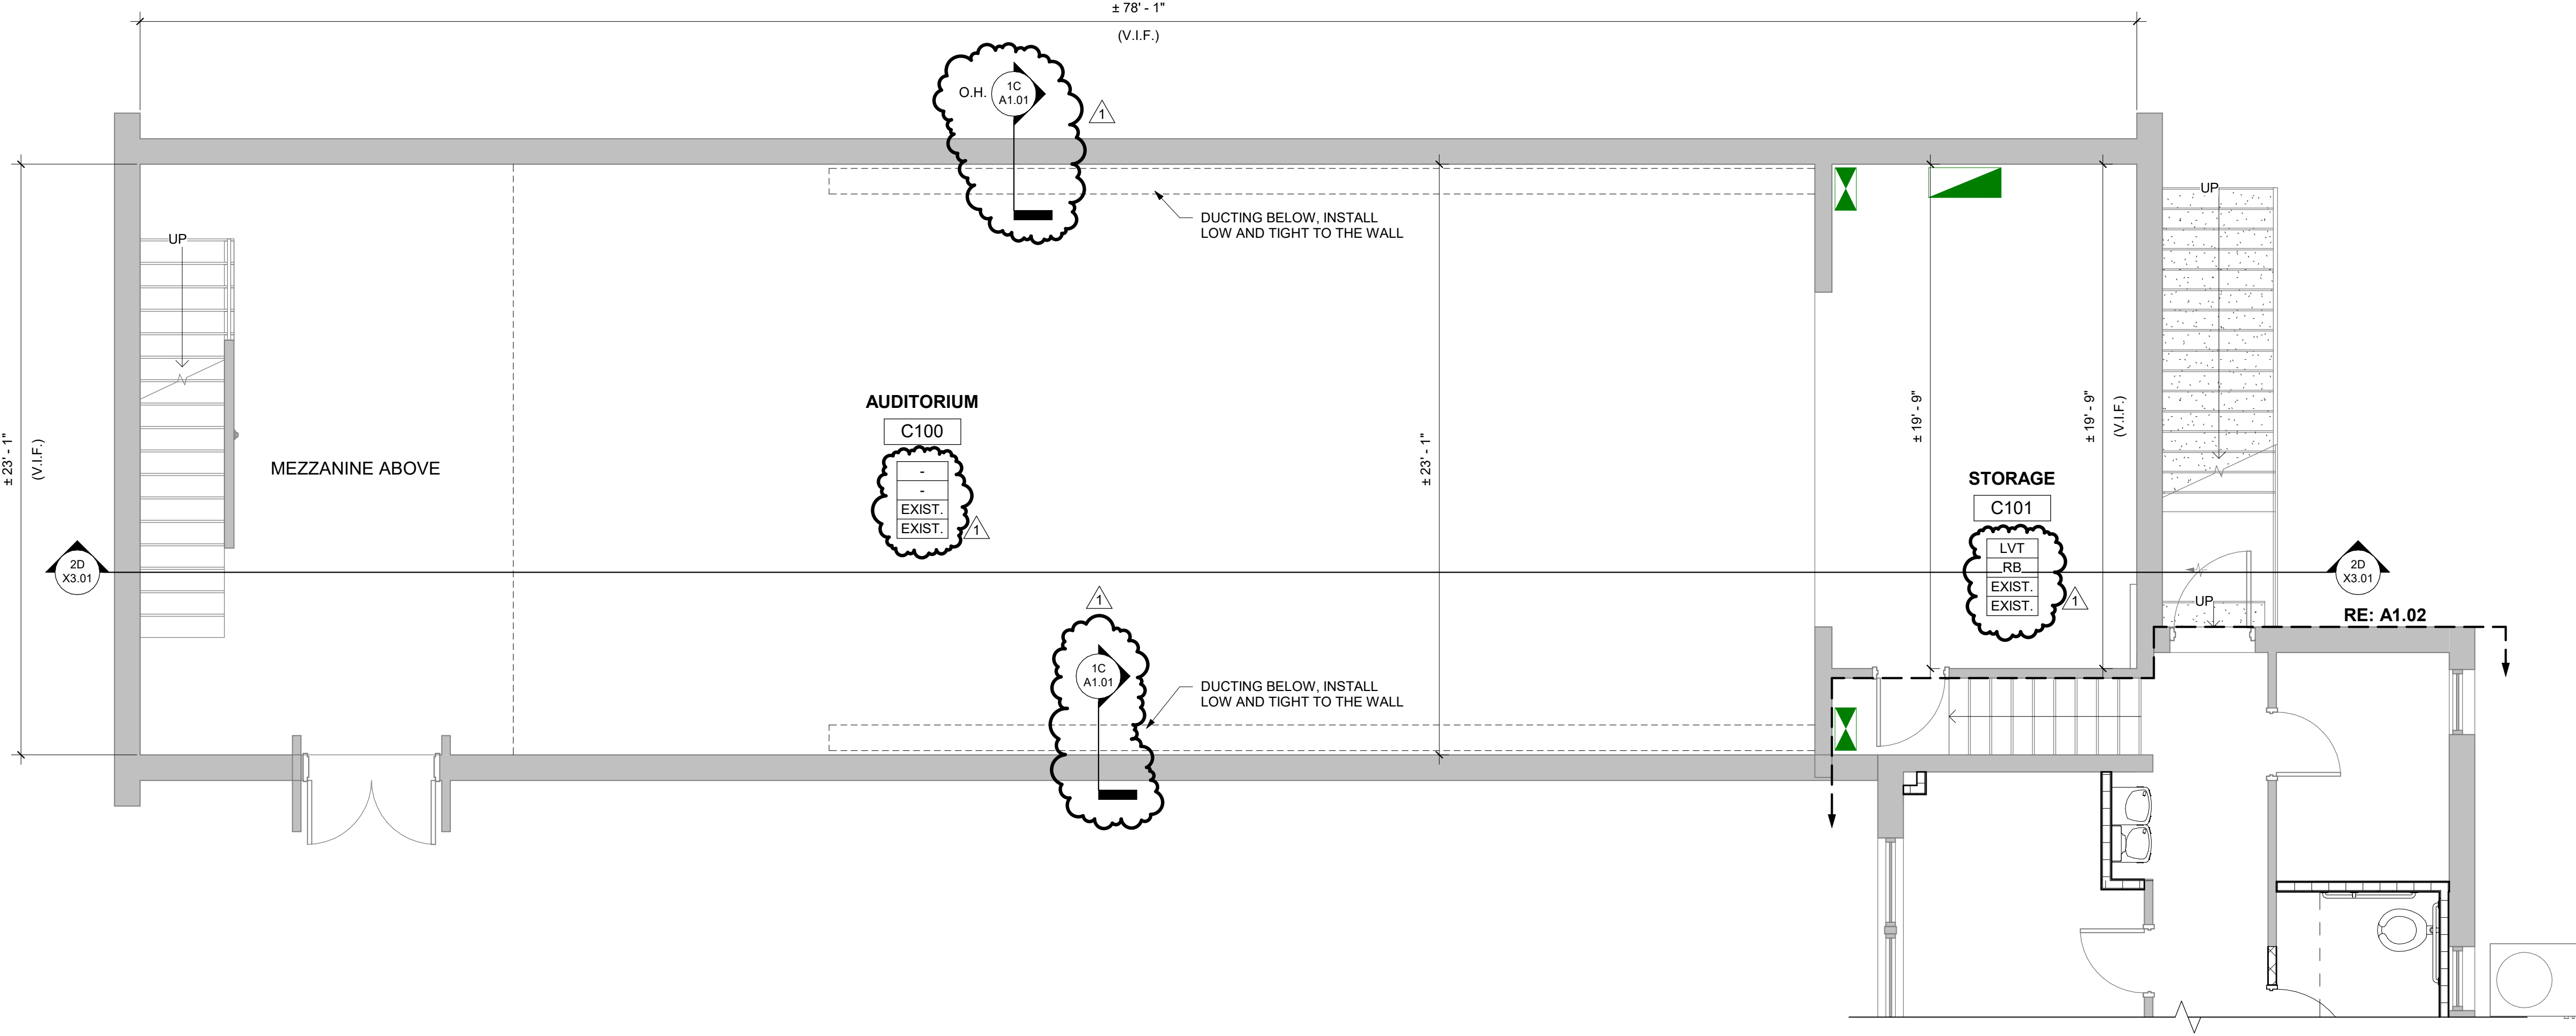 ± 78' - 1"
(V.I.F.)
O.H.
1C
A1.01
1
DUCTING BELOW, INSTALL
LOW AND TIGHT TO THE WALL
UP
UP
± 23' - 1"
(V.I.F.)
MEZZANINE ABOVE
AUDITORIUM
C100
-
-
EXIST.
EXIST.
1
± 23' - 1"
± 19' - 9"
± 19' - 9"
(V.I.F.)
STORAGE
C101
LVT
RB
EXIST.
EXIST.
1
2D
X3.01
2D
X3.01
UP
RE: A1.02
1
1C
A1.01
DUCTING BELOW, INSTALL
LOW AND TIGHT TO THE WALL